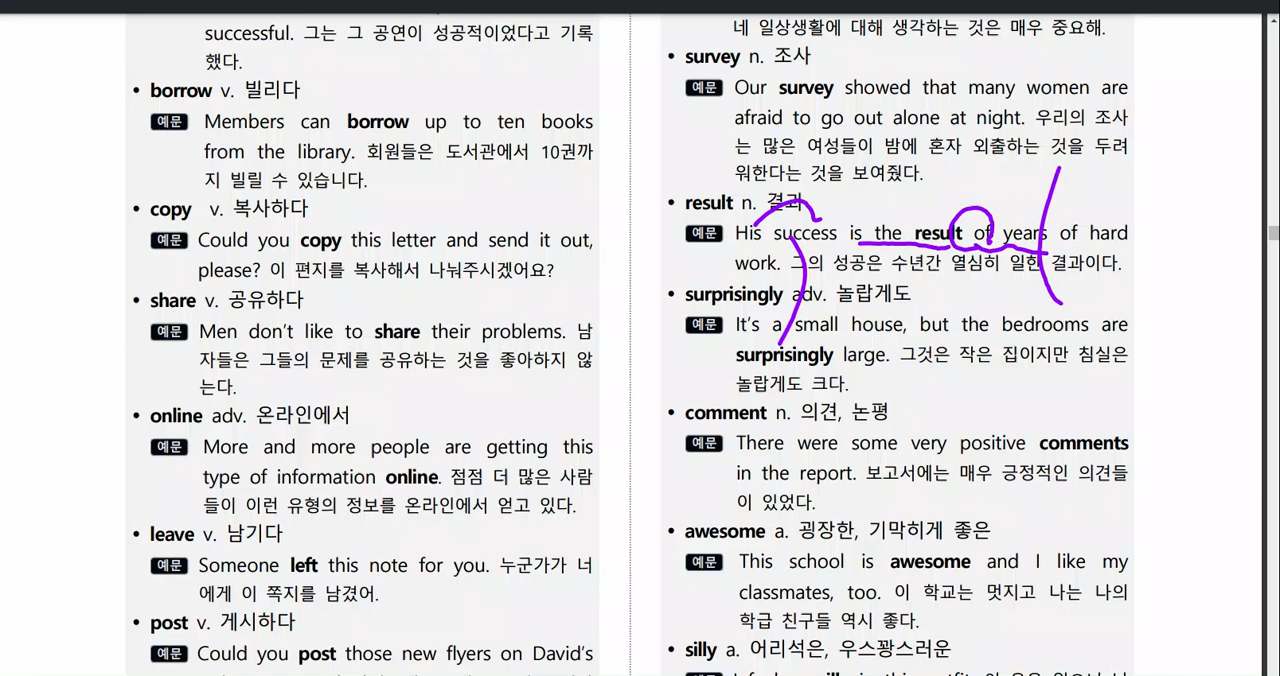 successful. 그는 그 공연이 성공적이었다고 기록
했다.
• borrow v. 빌리다
예문 Members can borrow up to ten books
from the library. 회원들은 도서관에서 10권까
지 빌릴 수 있습니다.
• copy v. 복사하다
예문 Could you copy this letter and send it out,
please? 이 편지를 복사해서 나눠주시겠어요?
• share v. 공유하다
예문 Men don't like to share their problems. 남
자들은 그들의 문제를 공유하는 것을 좋아하지 않
는다.
• online adv. 온라인에서
예문 More and more people are getting this
type of information online. 점점 더 많은 사람
들이 이런 유형의 정보를 온라인에서 얻고 있다.
• leave v. 남기다
예문 Someone left this note for you. 누군가가 너
에게 이 쪽지를 남겼어.
• post v. 게시하다
예문 Could you post those new flyers on David's
네 일상생활에 대해 생각하는 것은 매우 중요해.
• survey n. 조사
예문 Our survey showed that many women are
afraid to go out alone at night. 우리의 조사
는 많은 여성들이 밤에 혼자 외출하는 것을 두려
워한다는 것을 보여줬다.
• result n. 결과
예문 His success is the result of years of hard
work. 그의 성공은 수년간 열심히 일한 결과이다.
• surprisingly adv. 놀랍게도
예문 It's a small house, but the bedrooms are
surprisingly large. 그것은 작은 집이지만 침실은
놀랍게도 크다.
• comment n. 의견, 논평
예문 There were some very positive comments
in the report. 보고서에는 매우 긍정적인 의견들
이 있었다.
• awesome a. 굉장한, 기막히게 좋은
예문 This school is awesome and I like my
classmates, too. 이 학교는 멋지고 나는 나의
학급 친구들 역시 좋다.
• silly a. 어리석은, 우스꽝스러운